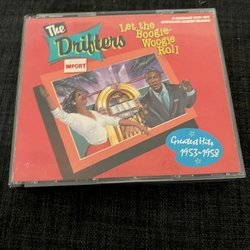 The
Drifters
IMPORT
Let the Boogie-
Woogie
Roll
Greatest Hits
1953-1958